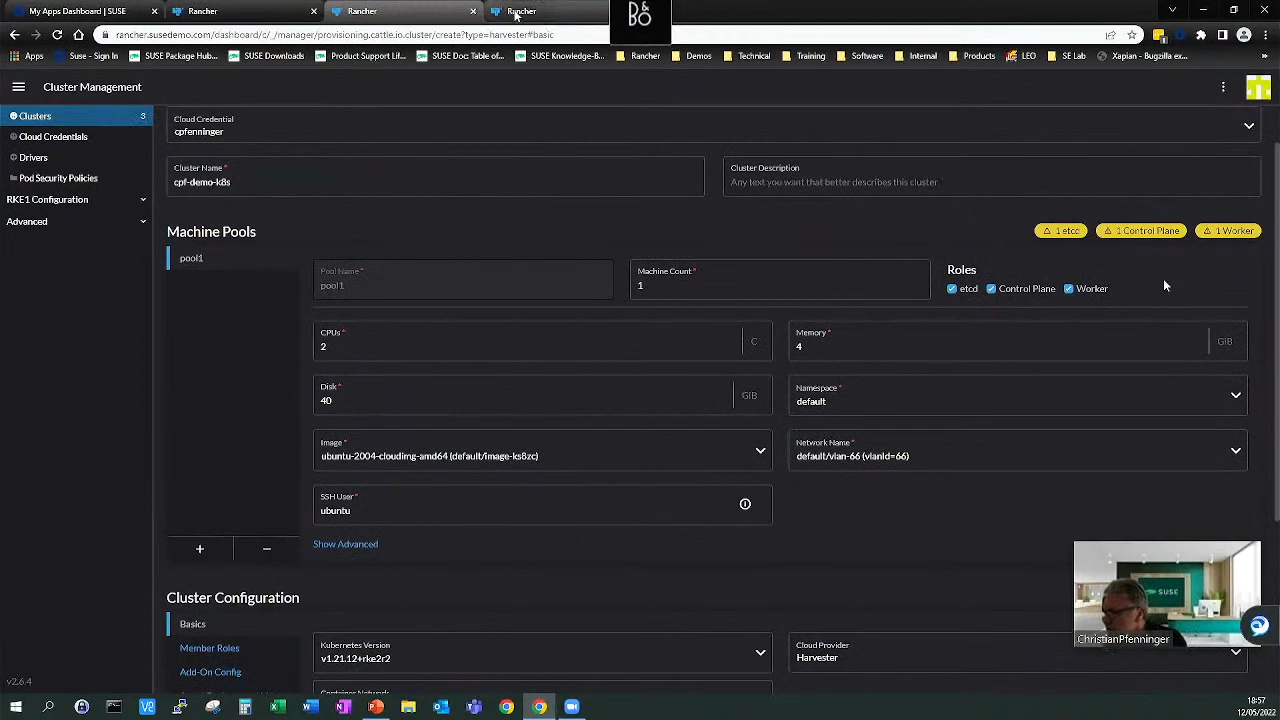 My Apps Dashboard | SUSE
Rancher
Rancher
Rancher
B&O
rancher.susedemo.com/dashboard/c/_/manager/provisioning.cattle.io.cluster/create?type=harvester#basic
Apps
Suse - Sign In
SUSE Package Hub...
SUSE Downloads
Product Support Lif...
SUSE Doc Table of...
SUSE Knowledge-B...
Rancher
Demos
Technical
Training
Software
Internal
Products
LEO
SE Lab
Xapian - Bugzilla ex...
Cluster Management
Clusters 3
Cloud Credentials
Drivers
Pod Security Policies
RKE1 Configuration
Advanced
v2.6.4
Cloud Credential
cpfenninger
Cluster Name *
cpf-demo-k8s
Cluster Description
Any text you want that better describes this cluster
Machine Pools
1 etcd
1 Control Plane
1 Worker
pool1
Pool Name *
pool1
Machine Count *
1
Roles
etcd
Control Plane
Worker
CPUs *
2 C
Memory *
4 GiB
Disk *
40 GiB
Namespace *
default
Image *
ubuntu-2004-clouding-amd64 (default/image-ks8zc)
Network Name *
default/vlan-66 (vlanId=66)
SSH User *
ubuntu
Show Advanced
+ −
Cluster Configuration
Basics
Member Roles
Add-On Config
Kubernetes Version
v1.21.12+rke2r2
Cloud Provider
Harvester
SUSE
ChristianPfenninger
18:57
12/05/2022